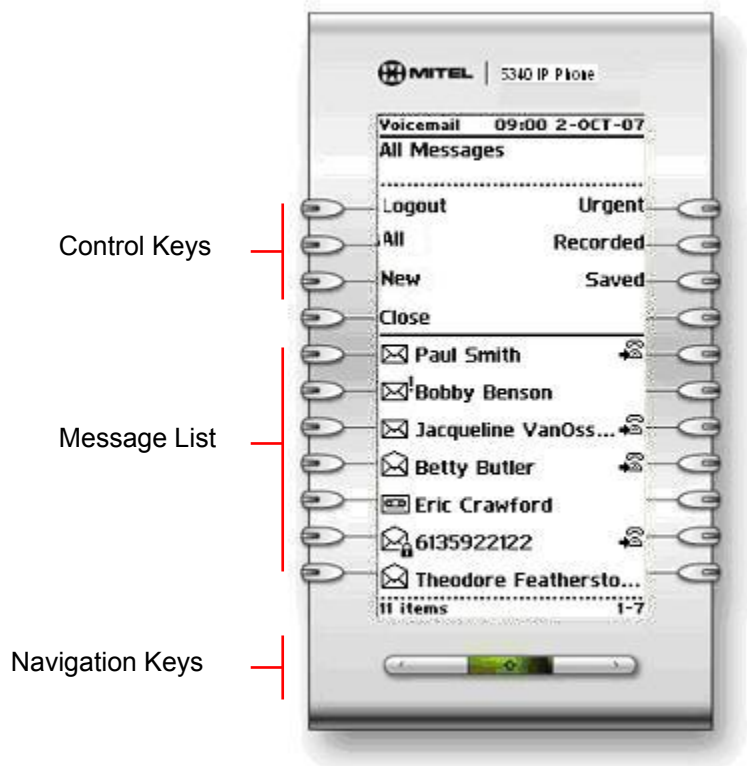 MITEL | 5340 IP Phone
Voicemail 09:00 2-OCT-07
All Messages
Logout Urgent
Control Keys
All Recorded
New Saved
Close
Paul Smith
! Bobby Benson
Message List
Jacqueline VanOss...
Betty Butler
Eric Crawford
6135922122
Theodore Feathersto...
11 items 1-7
Navigation Keys